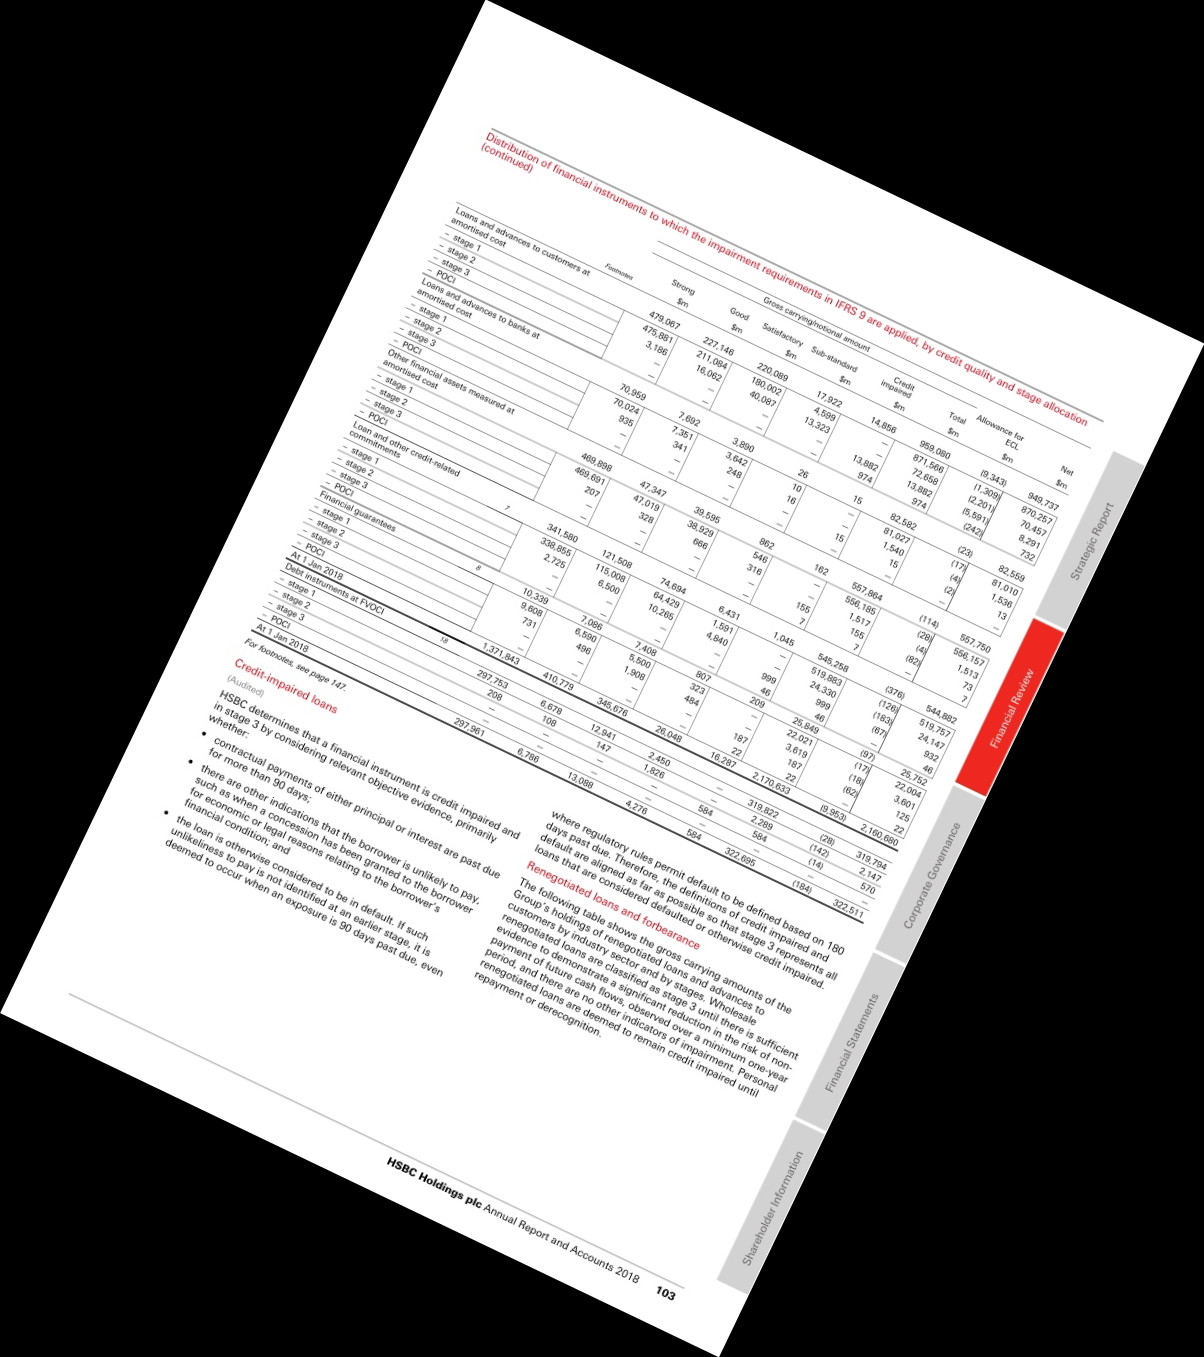 Distribution of financial instruments to which the impairment requirements in IFRS 9 are applied, by credit quality and stage allocation
(continued)
Gross carrying/notional amount
Footnotes Strong Good Satisfactory Sub-standard Credit impaired Total Allowance for ECL Net
$m $m $m $m $m $m $m $m
Loans and advances to customers at
amortised cost 479,067 227,146 220,089 17,922 14,856 959,080 (9,343) 949,737
– stage 1 475,881 211,084 180,002 4,599 – 871,566 (1,309) 870,257
– stage 2 3,186 16,062 40,087 13,323 – 72,658 (2,201) 70,457
– stage 3 – – – – 13,882 13,882 (5,591) 8,291
– POCI – – – – 974 974 (242) 732
Loans and advances to banks at
amortised cost 70,959 7,692 3,890 26 15 82,582 (23) 82,559
– stage 1 70,024 7,351 3,642 10 – 81,027 (17) 81,010
– stage 2 935 341 248 16 – 1,540 (4) 1,536
– stage 3 – – – – 15 15 (2) 13
– POCI – – – – – – – –
Other financial assets measured at
amortised cost 469,898 47,347 39,595 862 162 557,864 (114) 557,750
– stage 1 469,691 47,019 38,929 546 – 556,185 (28) 556,157
– stage 2 207 328 666 316 – 1,517 (4) 1,513
– stage 3 – – – – 155 155 (82) 73
– POCI – – – – 7 7 – 7
Loan and other credit-related
commitments 7 341,580 121,508 74,694 6,431 1,045 545,258 (376) 544,882
– stage 1 338,855 115,008 64,429 1,591 – 519,883 (126) 519,757
– stage 2 2,725 6,500 10,265 4,840 – 24,330 (183) 24,147
– stage 3 – – – – 999 999 (67) 932
– POCI – – – – 46 46 – 46
Financial guarantees 8 10,339 7,086 7,408 807 209 25,849 (97) 25,752
– stage 1 9,608 6,590 5,500 323 – 22,021 (17) 22,004
– stage 2 731 496 1,908 484 – 3,619 (18) 3,601
– stage 3 – – – – 187 187 (62) 125
– POCI – – – – 22 22 – 22
At 1 Jan 2018 1,371,843 410,779 345,676 26,048 16,287 2,170,633 (9,953) 2,160,680
Debt instruments at FVOCI 18
– stage 1 297,753 6,678 12,941 2,450 – 319,822 (28) 319,794
– stage 2 208 108 147 1,826 – 2,289 (142) 2,147
– stage 3 – – – – 584 584 (14) 570
– POCI – – – – – – – –
At 1 Jan 2018 297,961 6,786 13,088 4,276 584 322,695 (184) 322,511
For footnotes, see page 147.
Credit-impaired loans
(Audited)
HSBC determines that a financial instrument is credit impaired and
in stage 3 by considering relevant objective evidence, primarily
whether:
• contractual payments of either principal or interest are past due
for more than 90 days;
• there are other indications that the borrower is unlikely to pay,
such as when a concession has been granted to the borrower
for economic or legal reasons relating to the borrower's
financial condition; and
• the loan is otherwise considered to be in default. If such
unlikeliness to pay is not identified at an earlier stage, it is
deemed to occur when an exposure is 90 days past due, even
where regulatory rules permit default to be defined based on 180
days past due. Therefore, the definitions of credit impaired and
default are aligned as far as possible so that stage 3 represents all
loans that are considered defaulted or otherwise credit impaired.
Renegotiated loans and forbearance
The following table shows the gross carrying amounts of the
Group's holdings of renegotiated loans and advances to
customers by industry sector and by stages. Wholesale
renegotiated loans are classified as stage 3 until there is sufficient
evidence to demonstrate a significant reduction in the risk of non-
payment of future cash flows, observed over a minimum one-year
period, and there are no other indicators of impairment. Personal
renegotiated loans are deemed to remain credit impaired until
repayment or derecognition.
Strategic Report
Financial Review
Corporate Governance
Financial Statements
Shareholder Information
HSBC Holdings plc Annual Report and Accounts 2018 103